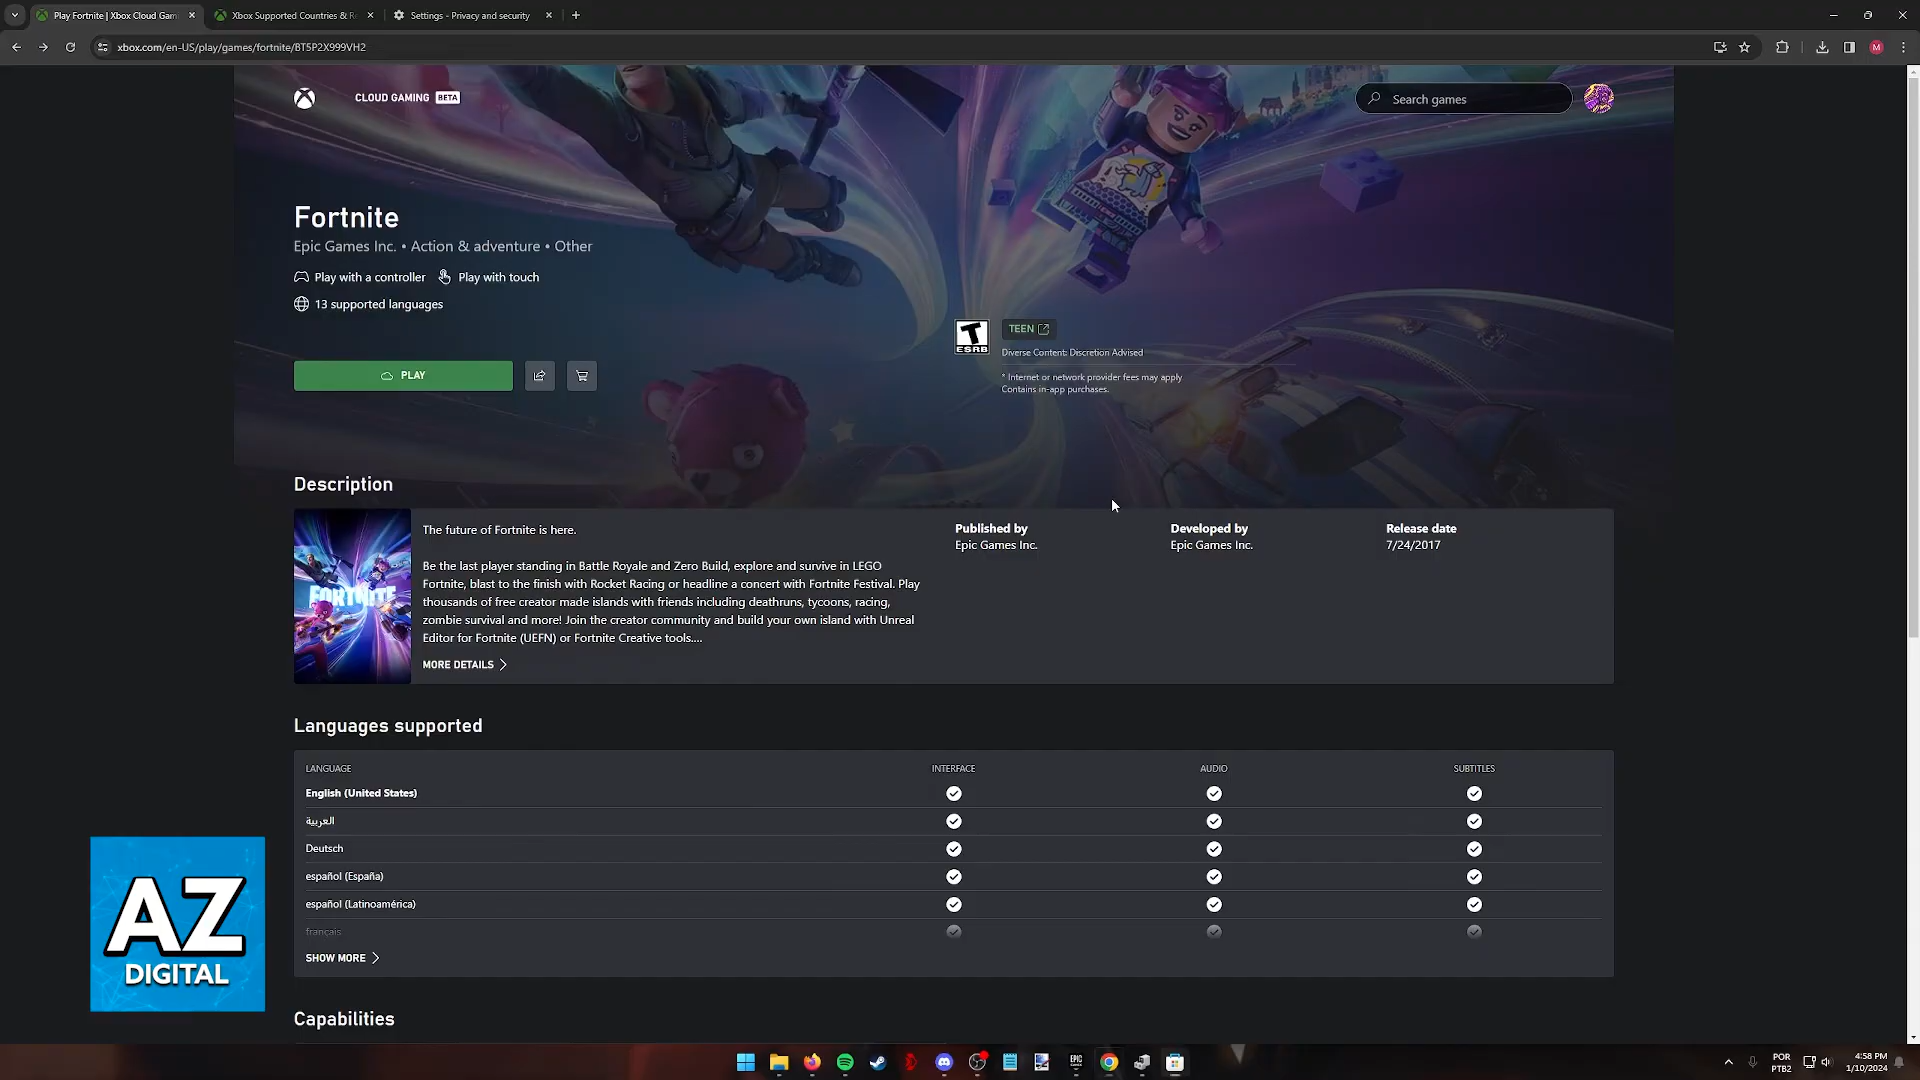 Play Fortnite | Xbox Cloud Gam
Xbox Supported Countries & Re
Settings - Privacy and security
xbox.com/en-US/play/games/fortnite/BT5P2X999VH2
M
CLOUD GAMING BETA
Search games
Fortnite
Epic Games Inc. • Action & adventure • Other
Play with a controller Play with touch
13 supported languages
T
ESRB
TEEN
Diverse Content: Discretion Advised
* Internet or network provider fees may apply
Contains in-app purchases.
PLAY
Description
FORTNITE
The future of Fortnite is here.
Be the last player standing in Battle Royale and Zero Build, explore and survive in LEGO
Fortnite, blast to the finish with Rocket Racing or headline a concert with Fortnite Festival. Play
thousands of free creator made islands with friends including deathruns, tycoons, racing,
zombie survival and more! Join the creator community and build your own island with Unreal
Editor for Fortnite (UEFN) or Fortnite Creative tools....
MORE DETAILS
Published by
Epic Games Inc.
Developed by
Epic Games Inc.
Release date
7/24/2017
Languages supported
LANGUAGE INTERFACE AUDIO SUBTITLES
English (United States)
العربية
Deutsch
español (España)
español (Latinoamérica)
français
SHOW MORE
Capabilities
AZ
DIGITAL
EPIC
POR
PTB2
4:58 PM
1/10/2024